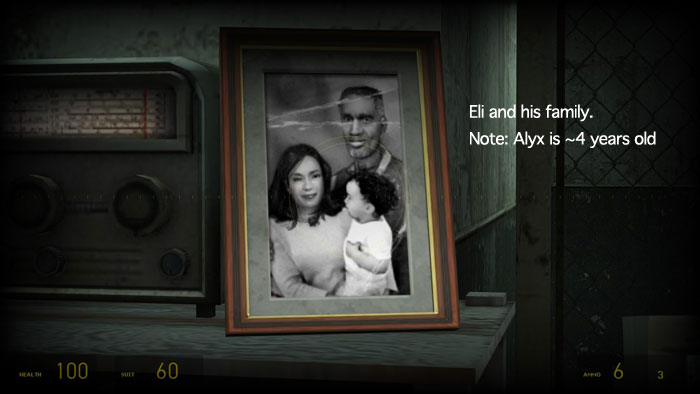 Eli and his family.
Note: Alyx is ~4 years old
HEALTH 100 SUIT 60 AMMO 6 3